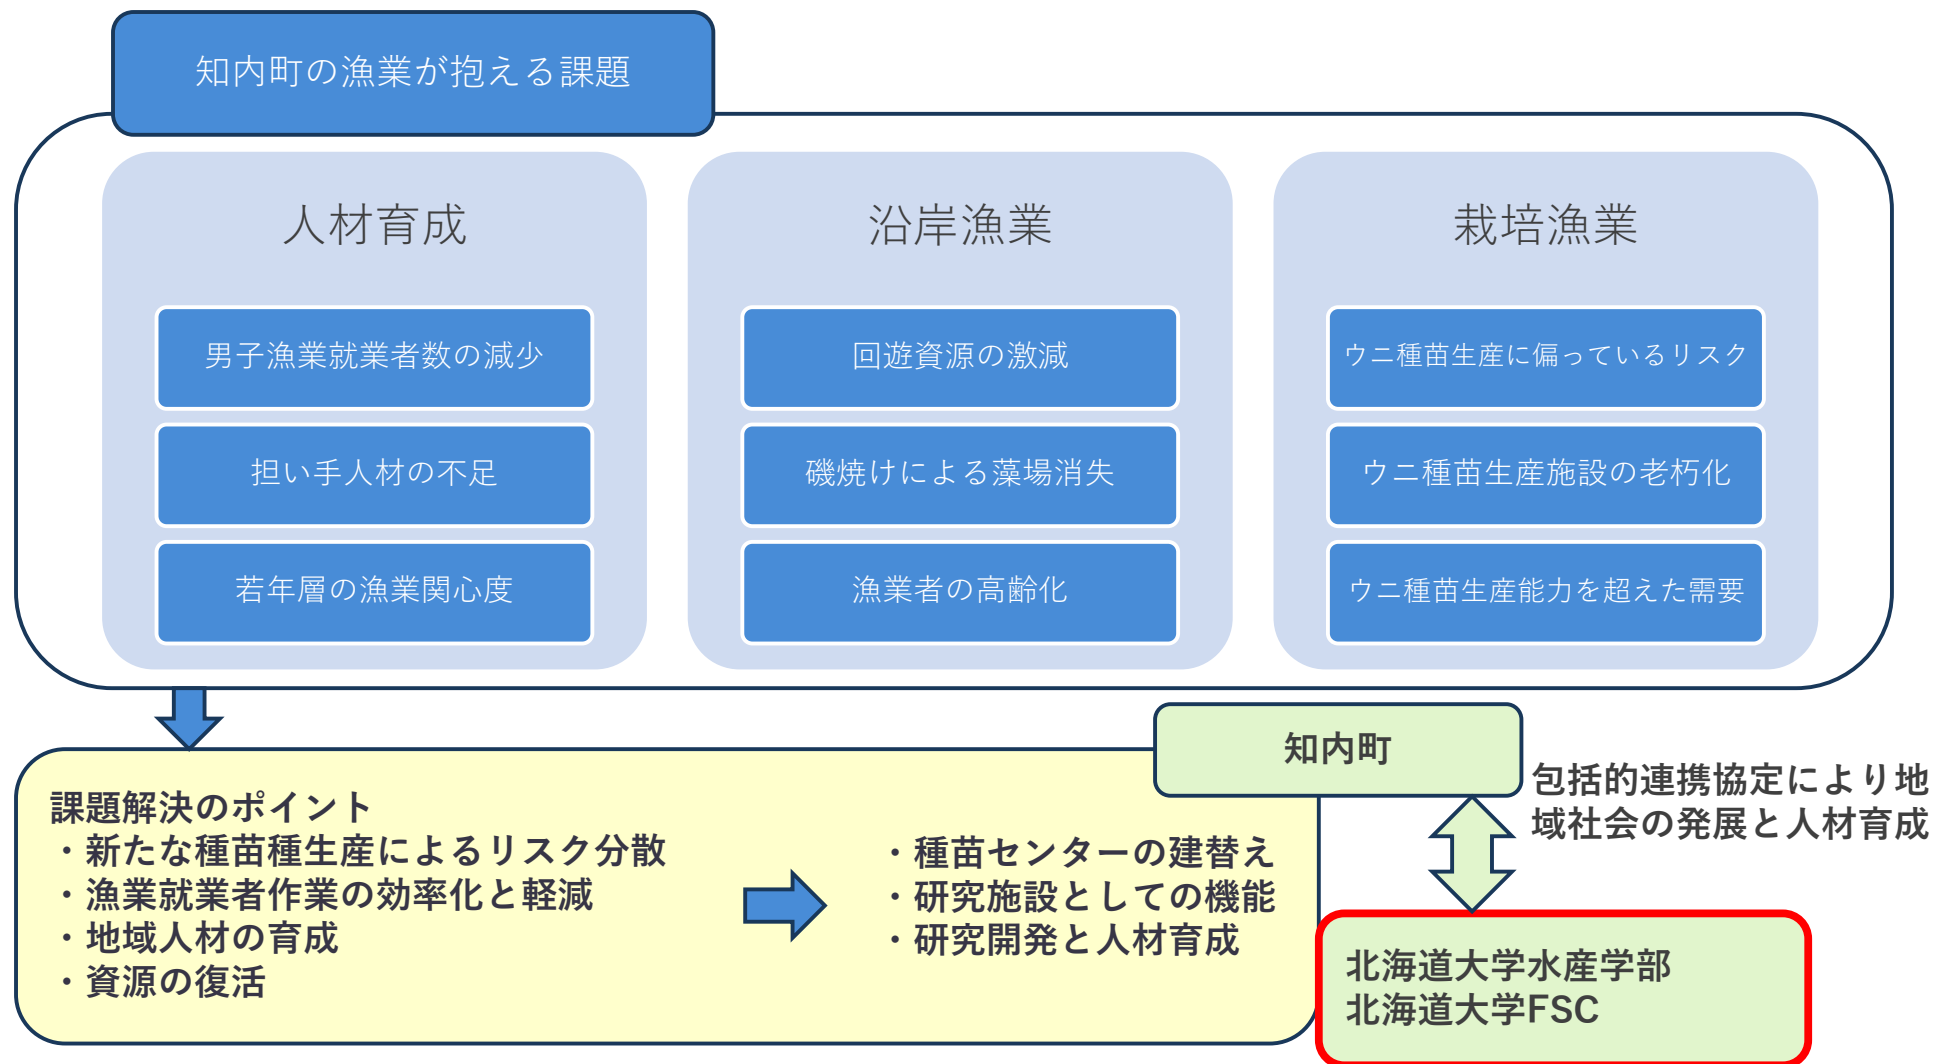 知内町の漁業が抱える課題
人材育成
男子漁業就業者数の減少
担い手人材の不足
若年層の漁業関心度
沿岸漁業
回遊資源の激減
磯焼けによる藻場消失
漁業者の高齢化
栽培漁業
ウニ種苗生産に偏っているリスク
ウニ種苗生産施設の老朽化
ウニ種苗生産能力を超えた需要
課題解決のポイント
・新たな種苗種生産によるリスク分散
・漁業就業者作業の効率化と軽減
・地域人材の育成
・資源の復活
・種苗センターの建替え
・研究施設としての機能
・研究開発と人材育成
知内町
包括的連携協定により地
域社会の発展と人材育成
北海道大学水産学部
北海道大学FSC